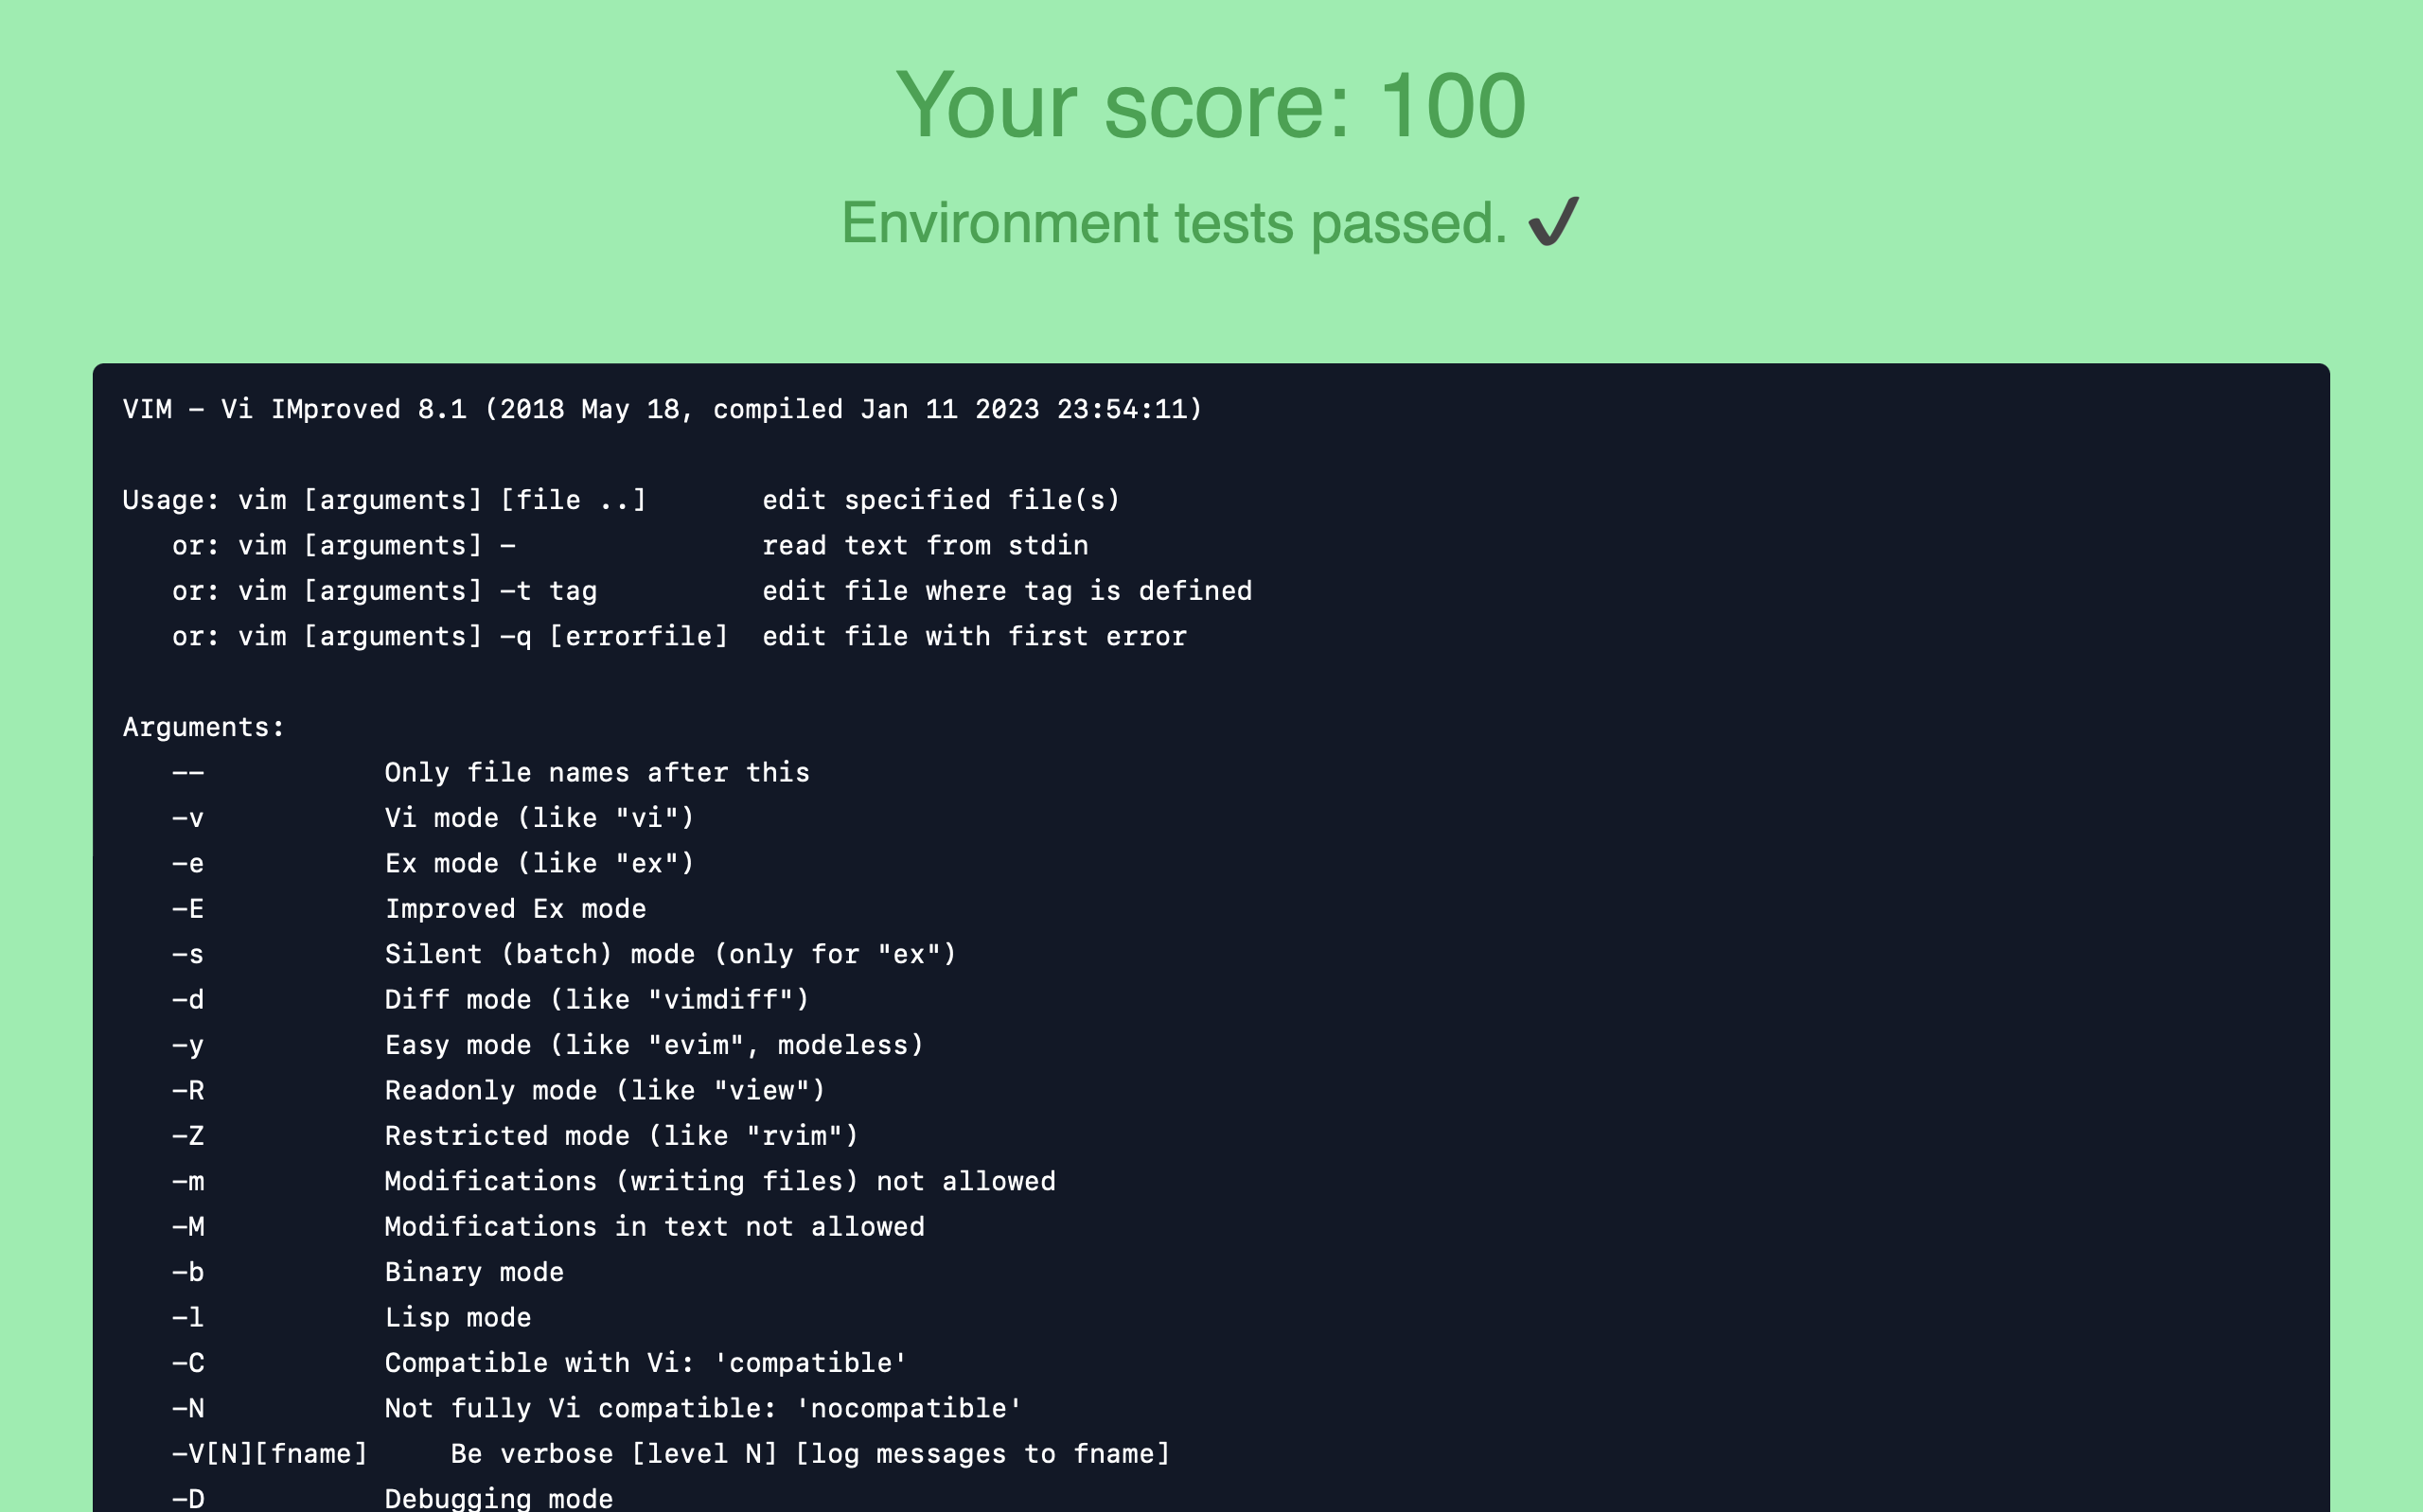 Your score: 100
Environment tests passed. ✔
VIM - Vi IMproved 8.1 (2018 May 18, compiled Jan 11 2023 23:54:11)
Usage: vim [arguments] [file ..]       edit specified file(s)
   or: vim [arguments] -               read text from stdin
   or: vim [arguments] -t tag          edit file where tag is defined
   or: vim [arguments] -q [errorfile]  edit file with first error
Arguments:
   --           Only file names after this
   -v           Vi mode (like "vi")
   -e           Ex mode (like "ex")
   -E           Improved Ex mode
   -s           Silent (batch) mode (only for "ex")
   -d           Diff mode (like "vimdiff")
   -y           Easy mode (like "evim", modeless)
   -R           Readonly mode (like "view")
   -Z           Restricted mode (like "rvim")
   -m           Modifications (writing files) not allowed
   -M           Modifications in text not allowed
   -b           Binary mode
   -l           Lisp mode
   -C           Compatible with Vi: 'compatible'
   -N           Not fully Vi compatible: 'nocompatible'
   -V[N][fname]     Be verbose [level N] [log messages to fname]
   -D           Debugging mode